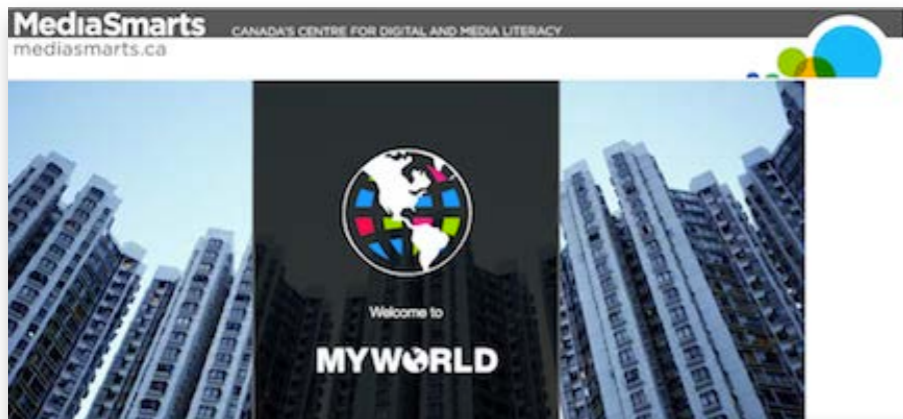 MediaSmarts CANADA'S CENTRE FOR DIGITAL AND MEDIA LITERACY
mediasmarts.ca
Welcome to
MYWORLD